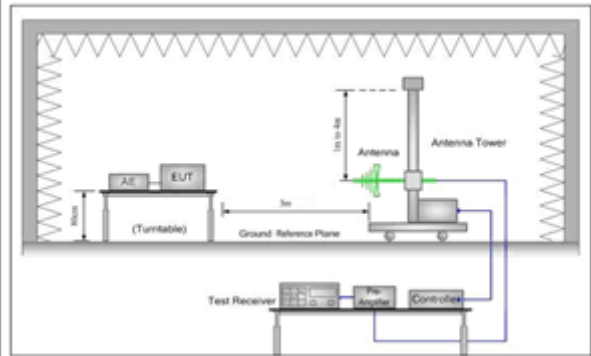 1m to 4m
Antenna
Antenna Tower
AE
EUT
80cm
(Turntable)
3m
Ground Reference Plane
Test Receiver
Pre-
Amplifier
Controller